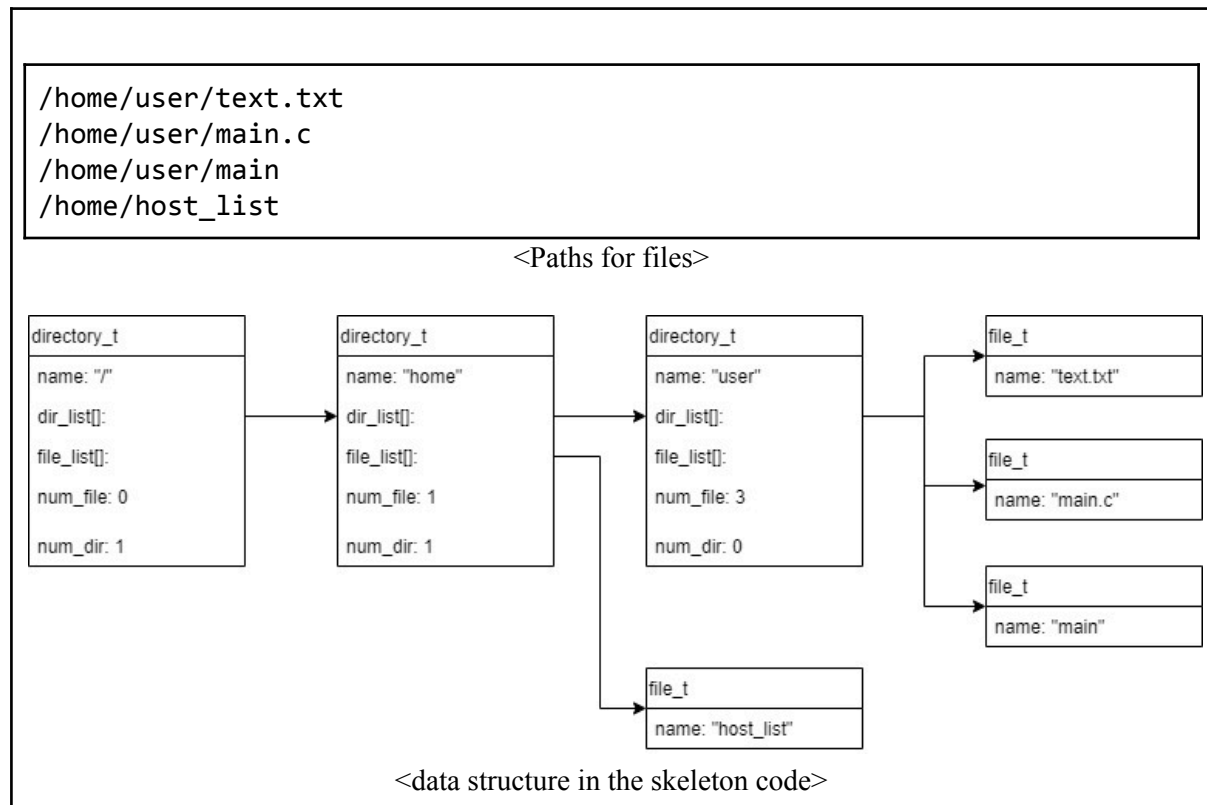 /home/user/text.txt
/home/user/main.c
/home/user/main
/home/host_list
<Paths for files>
directory_t
name: "/"
dir_list[]:
file_list[]:
num_file: 0
num_dir: 1
directory_t
name: "home"
dir_list[]:
file_list[]:
num_file: 1
num_dir: 1
directory_t
name: "user"
dir_list[]:
file_list[]:
num_file: 3
num_dir: 0
file_t
name: "text.txt"
file_t
name: "main.c"
file_t
name: "main"
file_t
name: "host_list"
<data structure in the skeleton code>